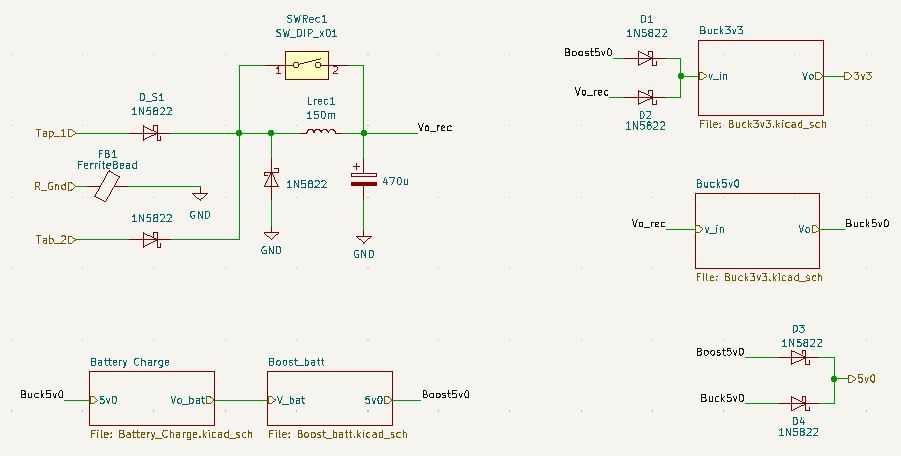 SWRec1
SW_DIP_x01
1
2
D_S1
1N5822
Lrec1
150m
Tap_1
Vo_rec
FB1
FerriteBead
R_Gnd
GND
1N5822
+
470u
1N5822
Tab_2
GND
GND
D1
1N5822
Boost5v0
Vo_rec
D2
1N5822
Buck3v3
v_in
Vo
3v3
File: Buck3v3.kicad_sch
Buck5v0
Vo_rec
v_in
Vo
Buck5v0
File: Buck3v3.kicad_sch
Battery Charge
Buck5v0
5v0
Vo_bat
File: Battery_Charge.kicad_sch
Boost_batt
V_bat
5v0
Boost5v0
File: Boost_batt.kicad_sch
D3
1N5822
Boost5v0
5v0
Buck5v0
D4
1N5822